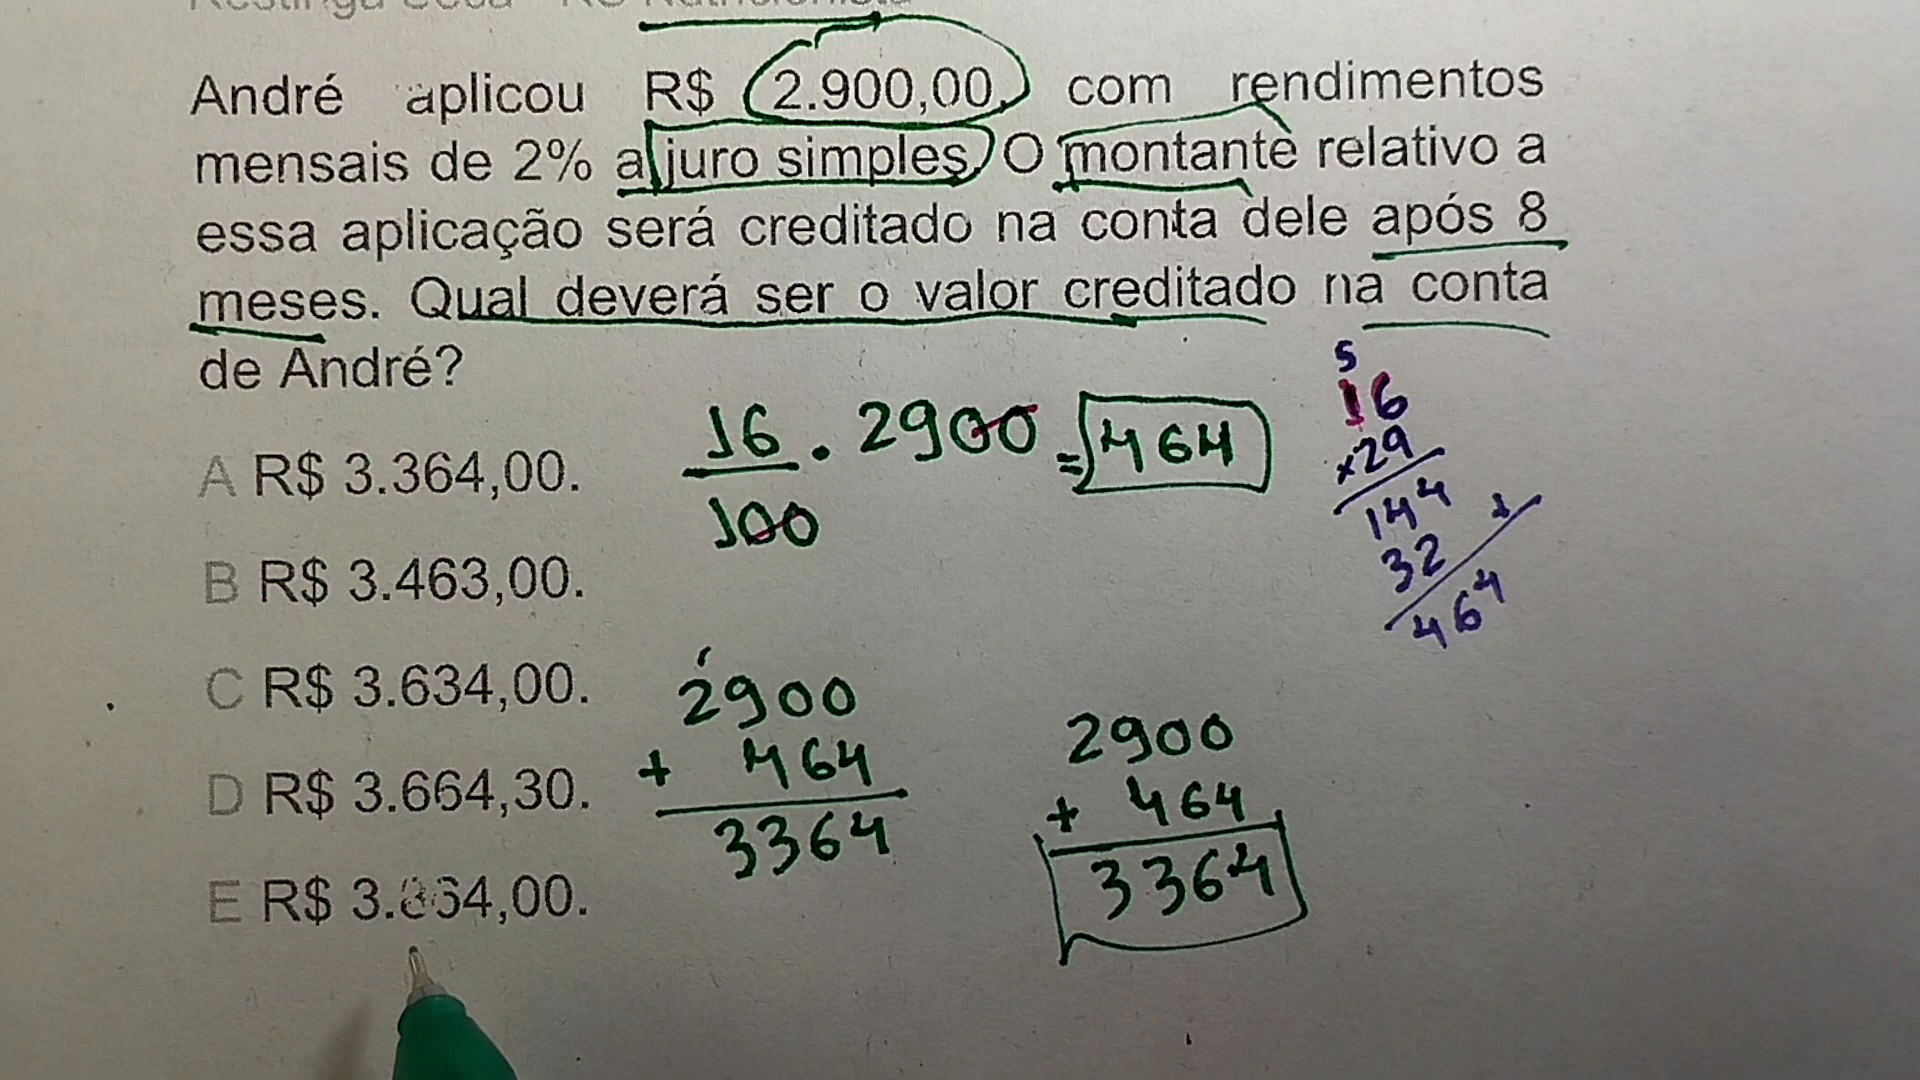 André aplicou R$ 2.900,00, com rendimentos
mensais de 2% a juro simples. O montante relativo a
essa aplicação será creditado na conta dele após 8
meses. Qual deverá ser o valor creditado na conta
de André?
A R$ 3.364,00.
B R$ 3.463,00.
C R$ 3.634,00.
D R$ 3.664,30.
E R$ 3.864,00.
16
100
. 2900 = 464
5
16
x29
144
32 +
464
1
2900
+ 464
3364
2900
+ 464
3364